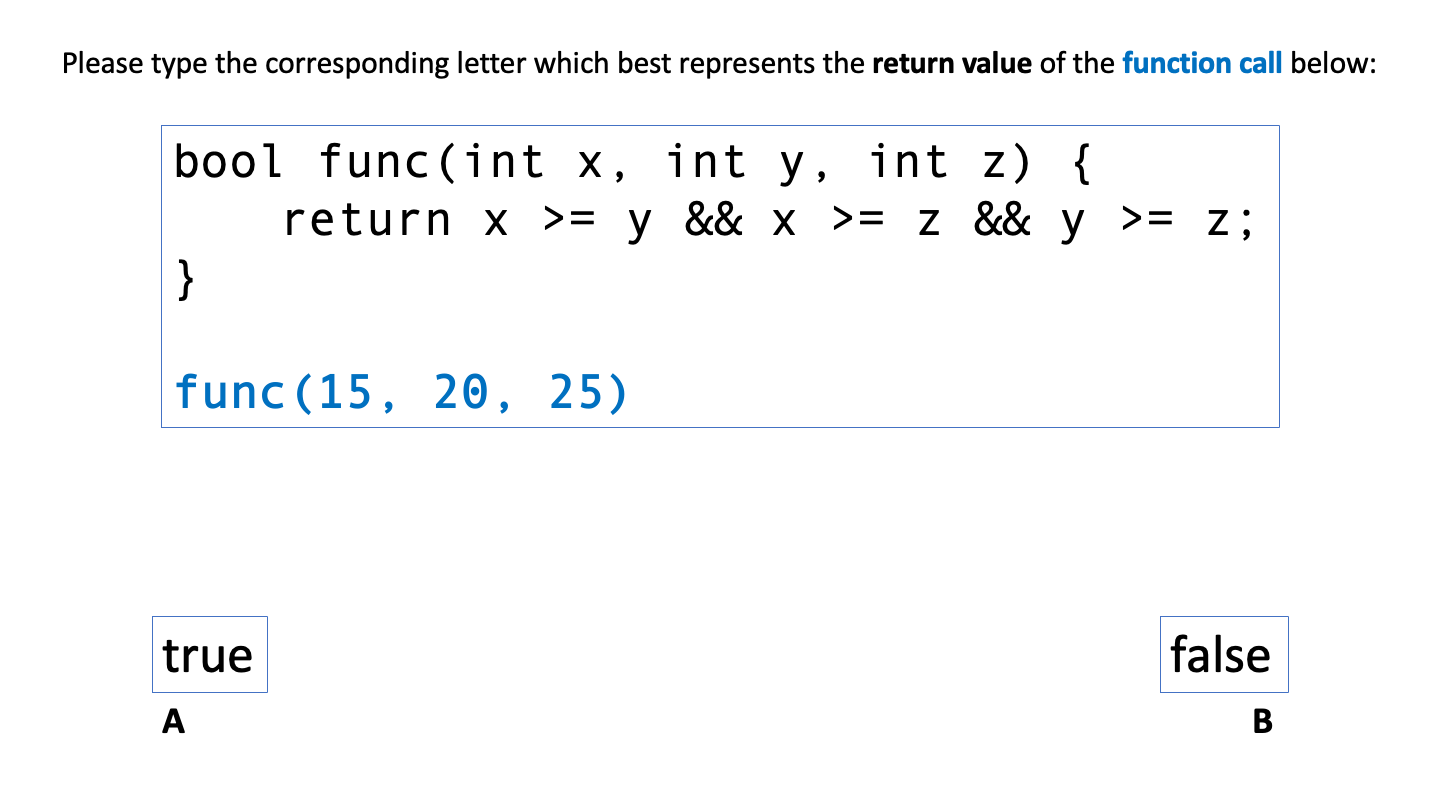 Please type the corresponding letter which best represents the return value of the function call below:
bool func(int x, int y, int z) {
    return x >= y && x >= z && y >= z;
}
func(15, 20, 25)
true
false
A
B